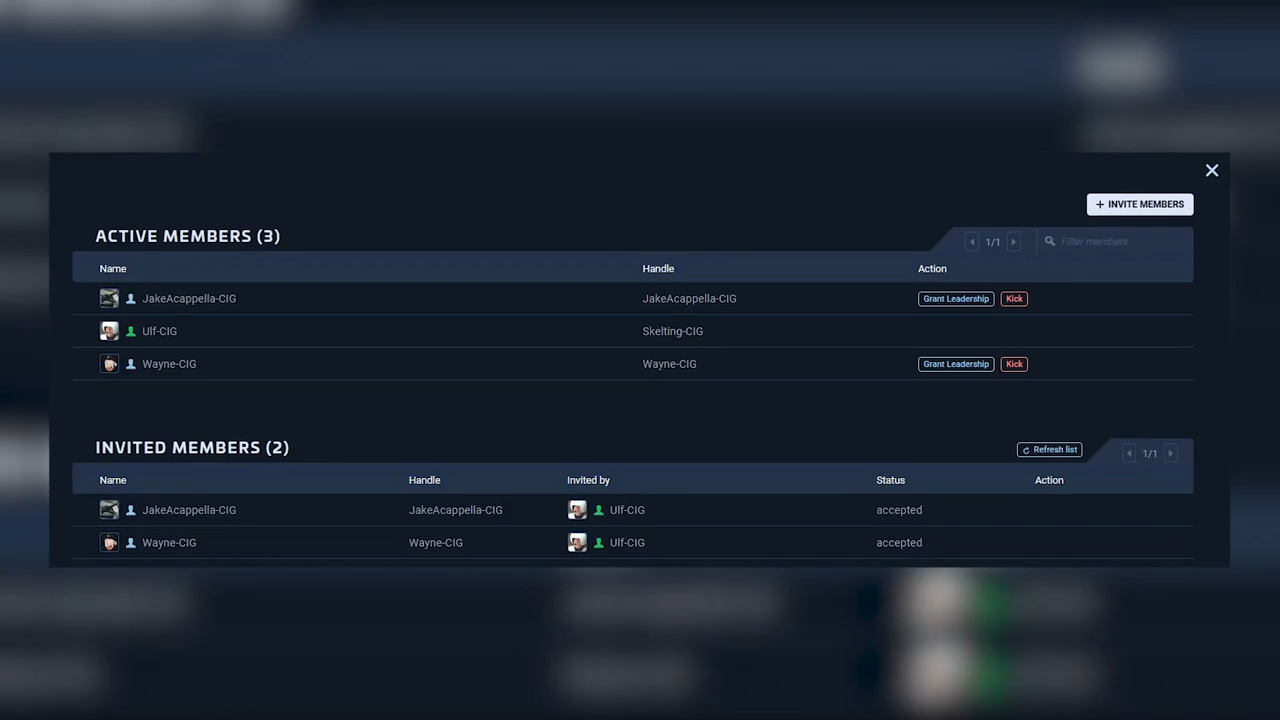 + INVITE MEMBERS
ACTIVE MEMBERS (3)
1/1 Filter members
Name Handle Action
JakeAcappella-CIG JakeAcappella-CIG Grant Leadership Kick
Ulf-CIG Skelting-CIG
Wayne-CIG Wayne-CIG Grant Leadership Kick
INVITED MEMBERS (2)
Refresh list 1/1
Name Handle Invited by Status Action
JakeAcappella-CIG JakeAcappella-CIG Ulf-CIG accepted
Wayne-CIG Wayne-CIG Ulf-CIG accepted